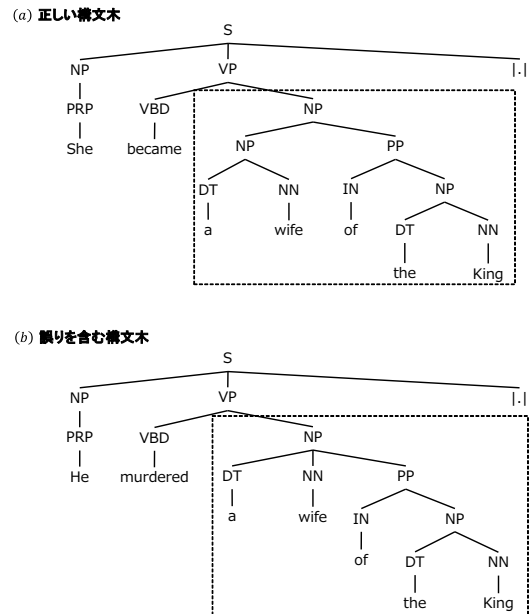 (a) 正しい構文木
S
NP VP |.|
PRP VBD NP
She became NP PP
DT NN IN NP
a wife of DT NN
the King
(b) 誤りを含む構文木
S
NP VP |.|
PRP VBD NP
He murdered DT NN PP
a wife IN NP
of DT NN
the King